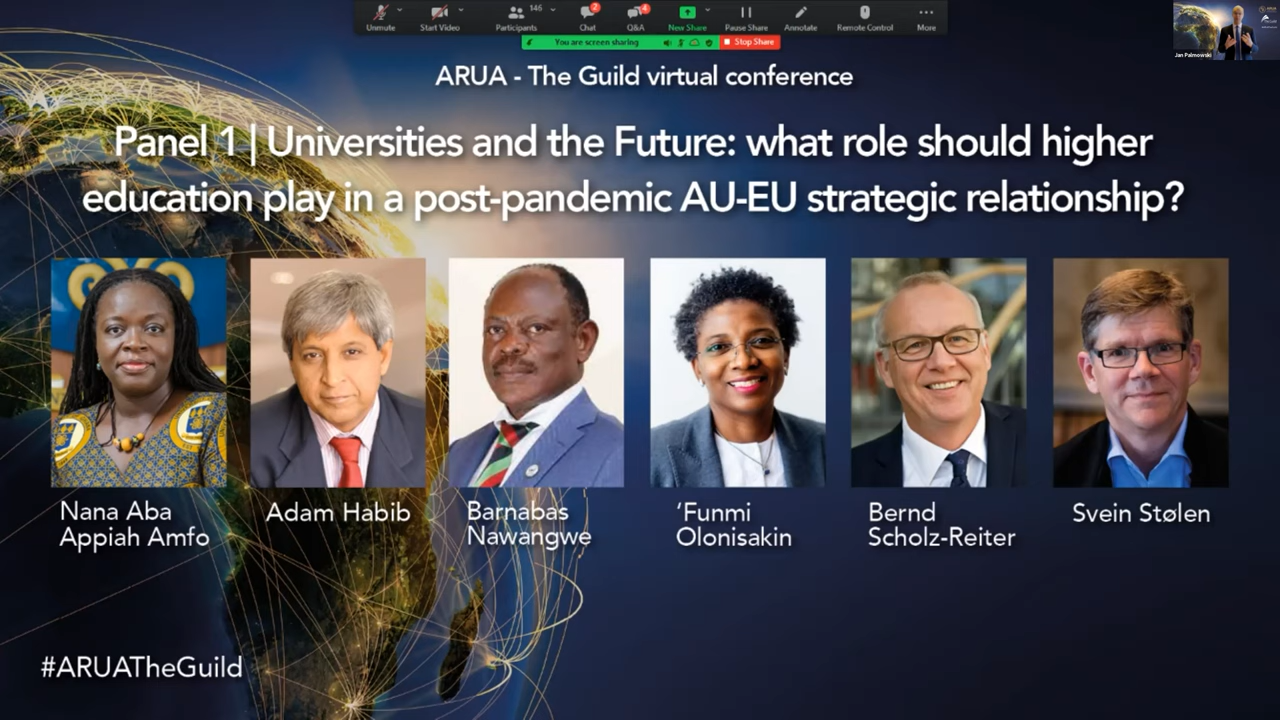 146
2
4
Unmute
Start Video
Participants
Chat
Q&A
New Share
Pause Share
Annotate
Remote Control
More
You are screen sharing
Stop Share
Jan Palmowski
ARUA - The Guild virtual conference
Panel 1 | Universities and the Future: what role should higher
education play in a post-pandemic AU-EU strategic relationship?
Nana Aba
Appiah Amfo
Adam Habib
Barnabas
Nawangwe
‘Funmi
Olonisakin
Bernd
Scholz-Reiter
Svein Stølen
#ARUATheGuild